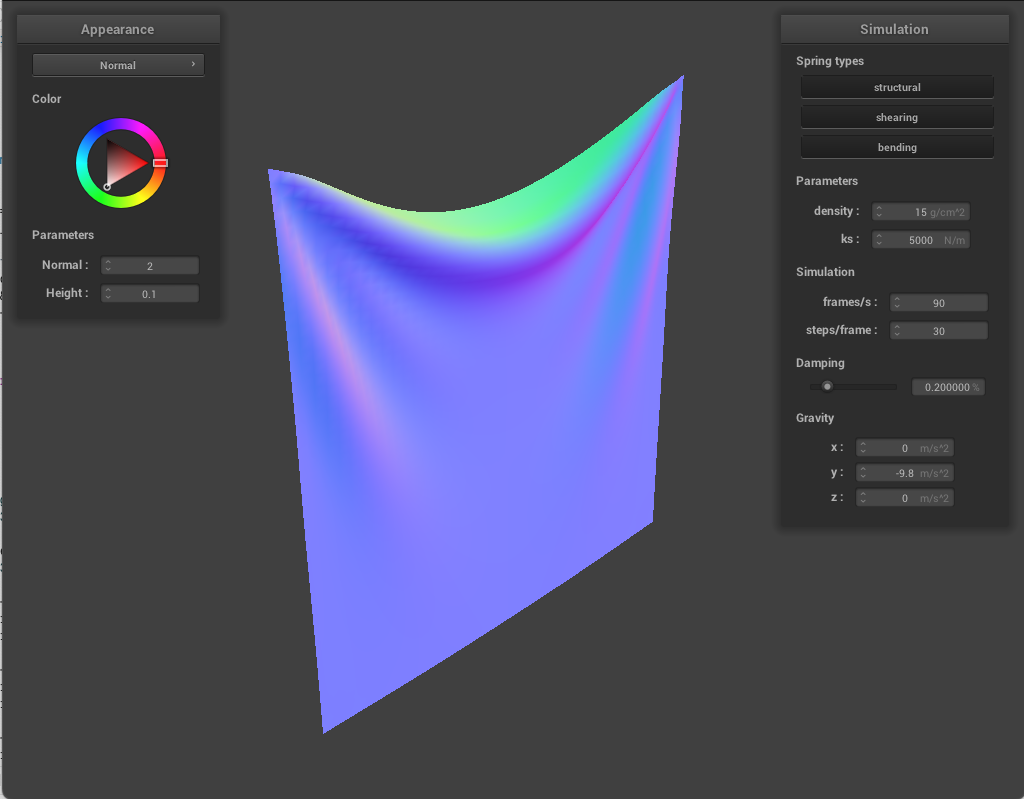 Appearance
Normal
Color
Parameters
Normal : 2
Height : 0.1
Simulation
Spring types
structural
shearing
bending
Parameters
density : 15 g/cm^2
ks : 5000 N/m
Simulation
frames/s : 90
steps/frame : 30
Damping
0.200000 %
Gravity
x : 0 m/s^2
y : -9.8 m/s^2
z : 0 m/s^2